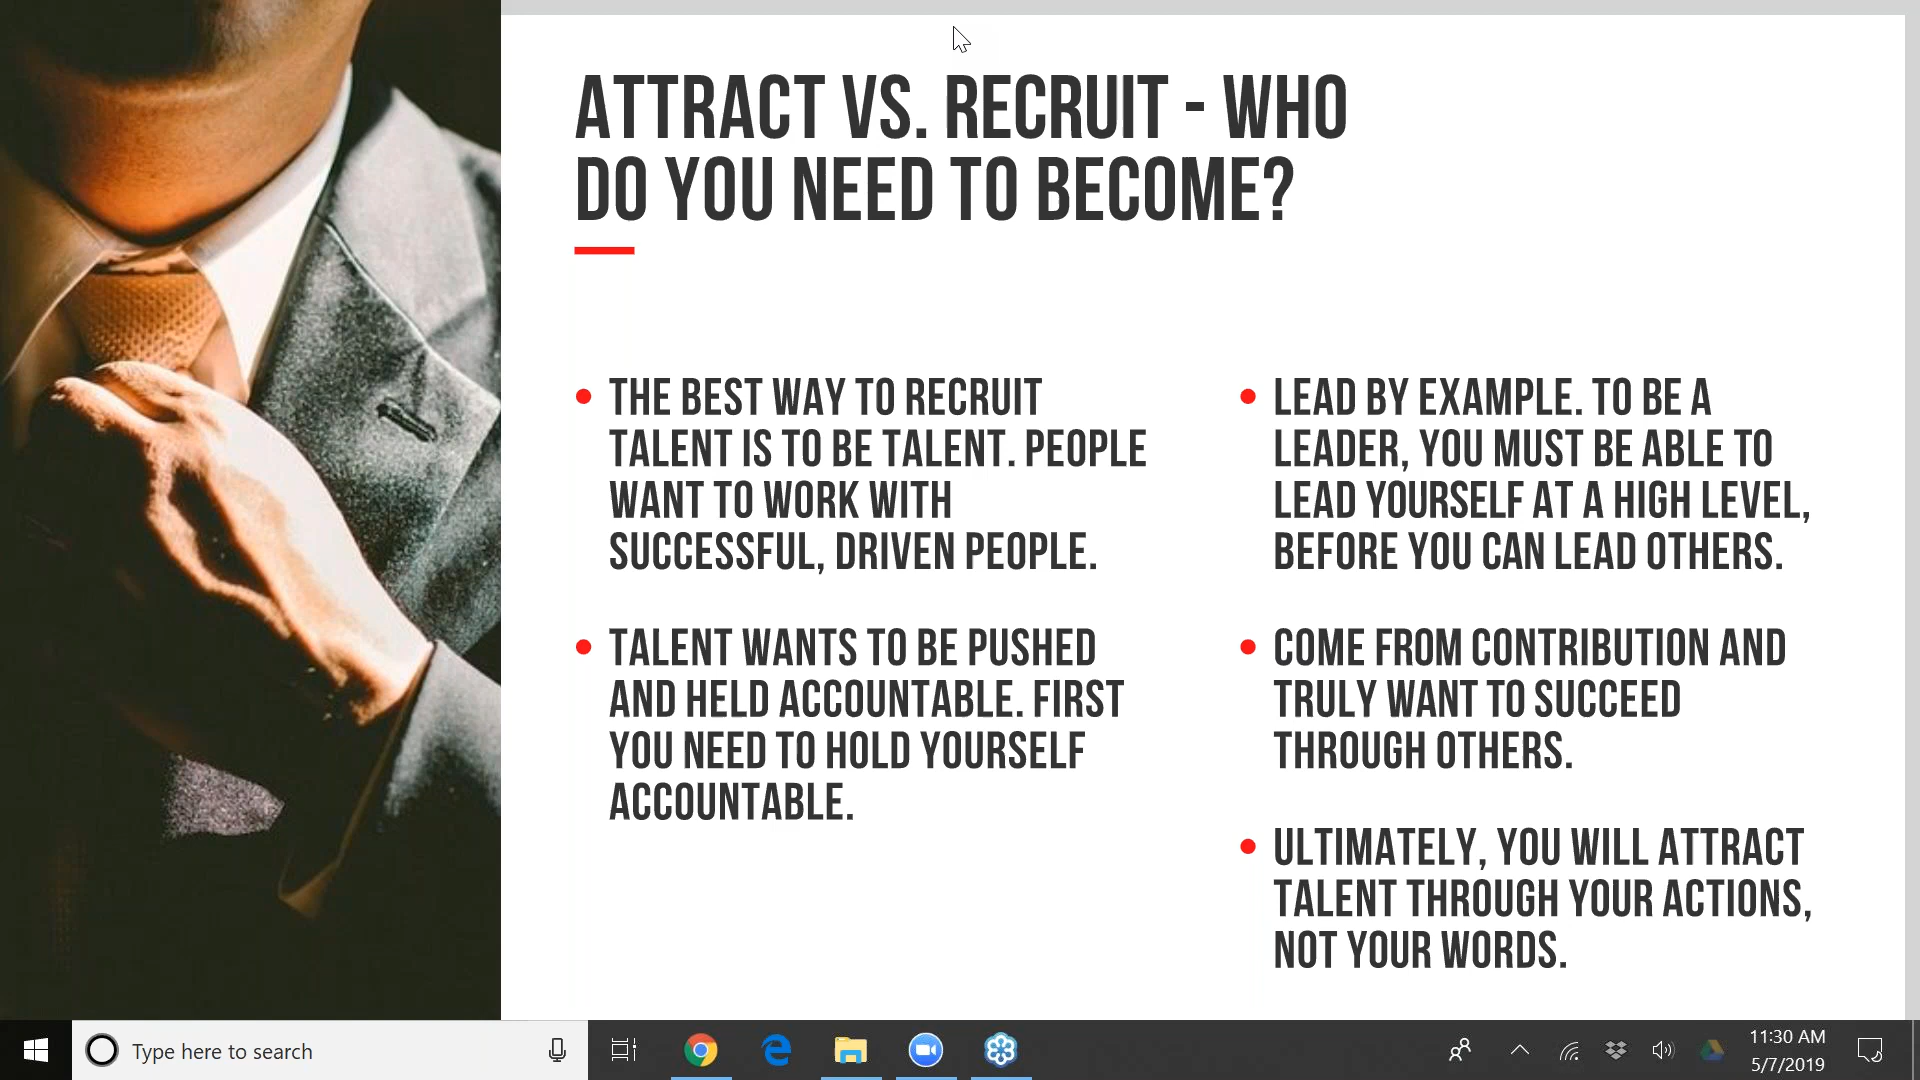 ATTRACT VS. RECRUIT - WHO
DO YOU NEED TO BECOME?
THE BEST WAY TO RECRUIT
TALENT IS TO BE TALENT. PEOPLE
WANT TO WORK WITH
SUCCESSFUL, DRIVEN PEOPLE.
TALENT WANTS TO BE PUSHED
AND HELD ACCOUNTABLE. FIRST
YOU NEED TO HOLD YOURSELF
ACCOUNTABLE.
LEAD BY EXAMPLE. TO BE A
LEADER, YOU MUST BE ABLE TO
LEAD YOURSELF AT A HIGH LEVEL,
BEFORE YOU CAN LEAD OTHERS.
COME FROM CONTRIBUTION AND
TRULY WANT TO SUCCEED
THROUGH OTHERS.
ULTIMATELY, YOU WILL ATTRACT
TALENT THROUGH YOUR ACTIONS,
NOT YOUR WORDS.
Type here to search
11:30 AM
5/7/2019